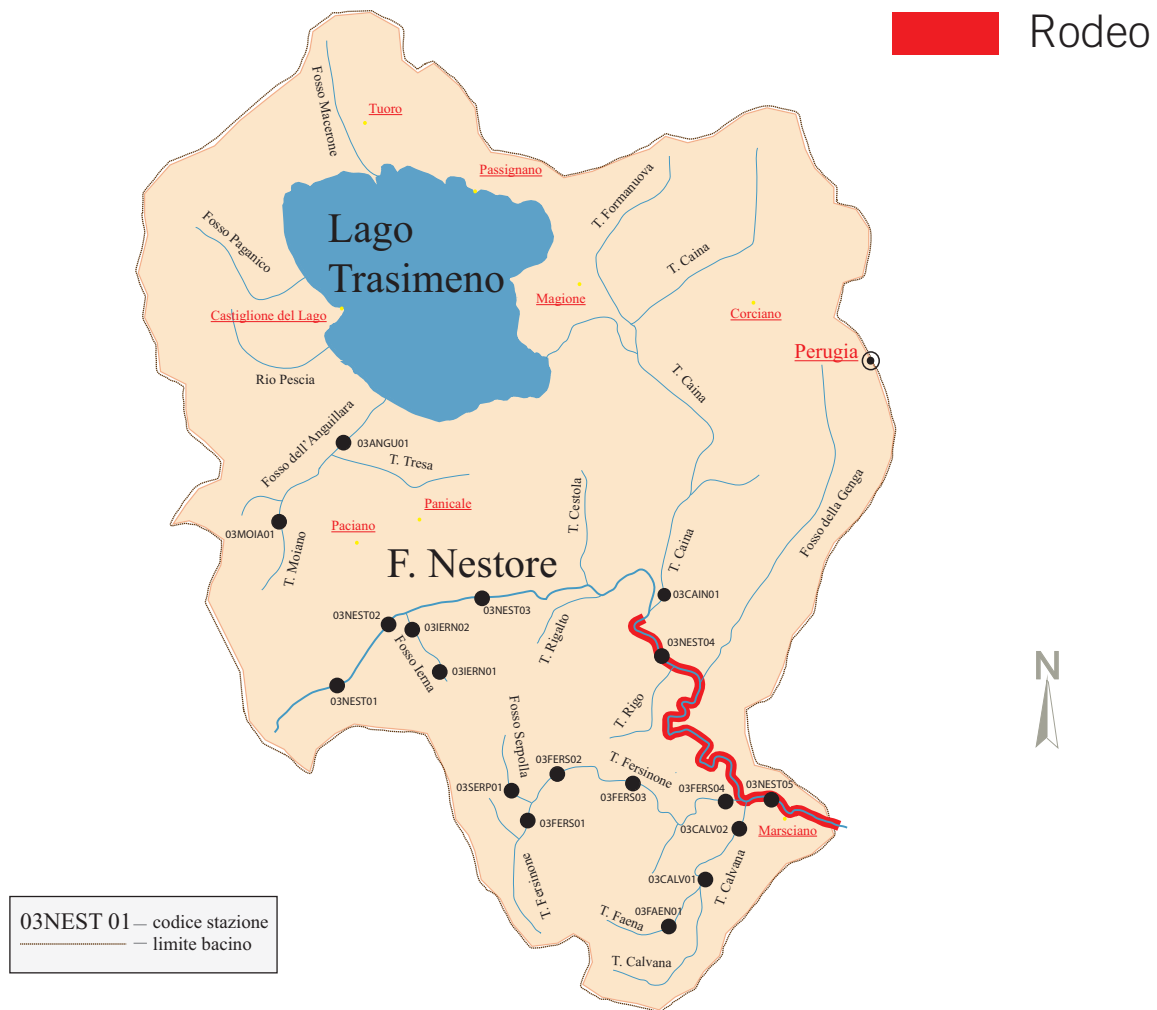 Rodeo
Fosso Macerone
Tuoro
Passignano
T. Formanuova
Lago
Trasimeno
Fosso Paganico
T. Caina
Magione
Castiglione del Lago
Corciano
Perugia
Rio Pescia
T. Caina
Fosso dell'Anguillara
03ANGU01
T. Tresa
Fosso della Genga
T. Cestola
Panicale
Paciano
03MOIA01
T. Moiano
T. Caina
F. Nestore
03CAIN01
03NEST03
03NEST02
03IERN02
T. Rigalto
03NEST04
Fosso Ierna
03IERN01
03NEST01
N
T. Rigo
Fosso Serpolla
03FERS02
T. Fersinone
03SERP01
03FERS03
03FERS04
03NEST05
03FERS01
03CALV02
Marsciano
T. Fersinone
03CALV01
T. Calvana
03FAEN01
T. Faena
T. Calvana
03NEST 01 – codice stazione
– limite bacino